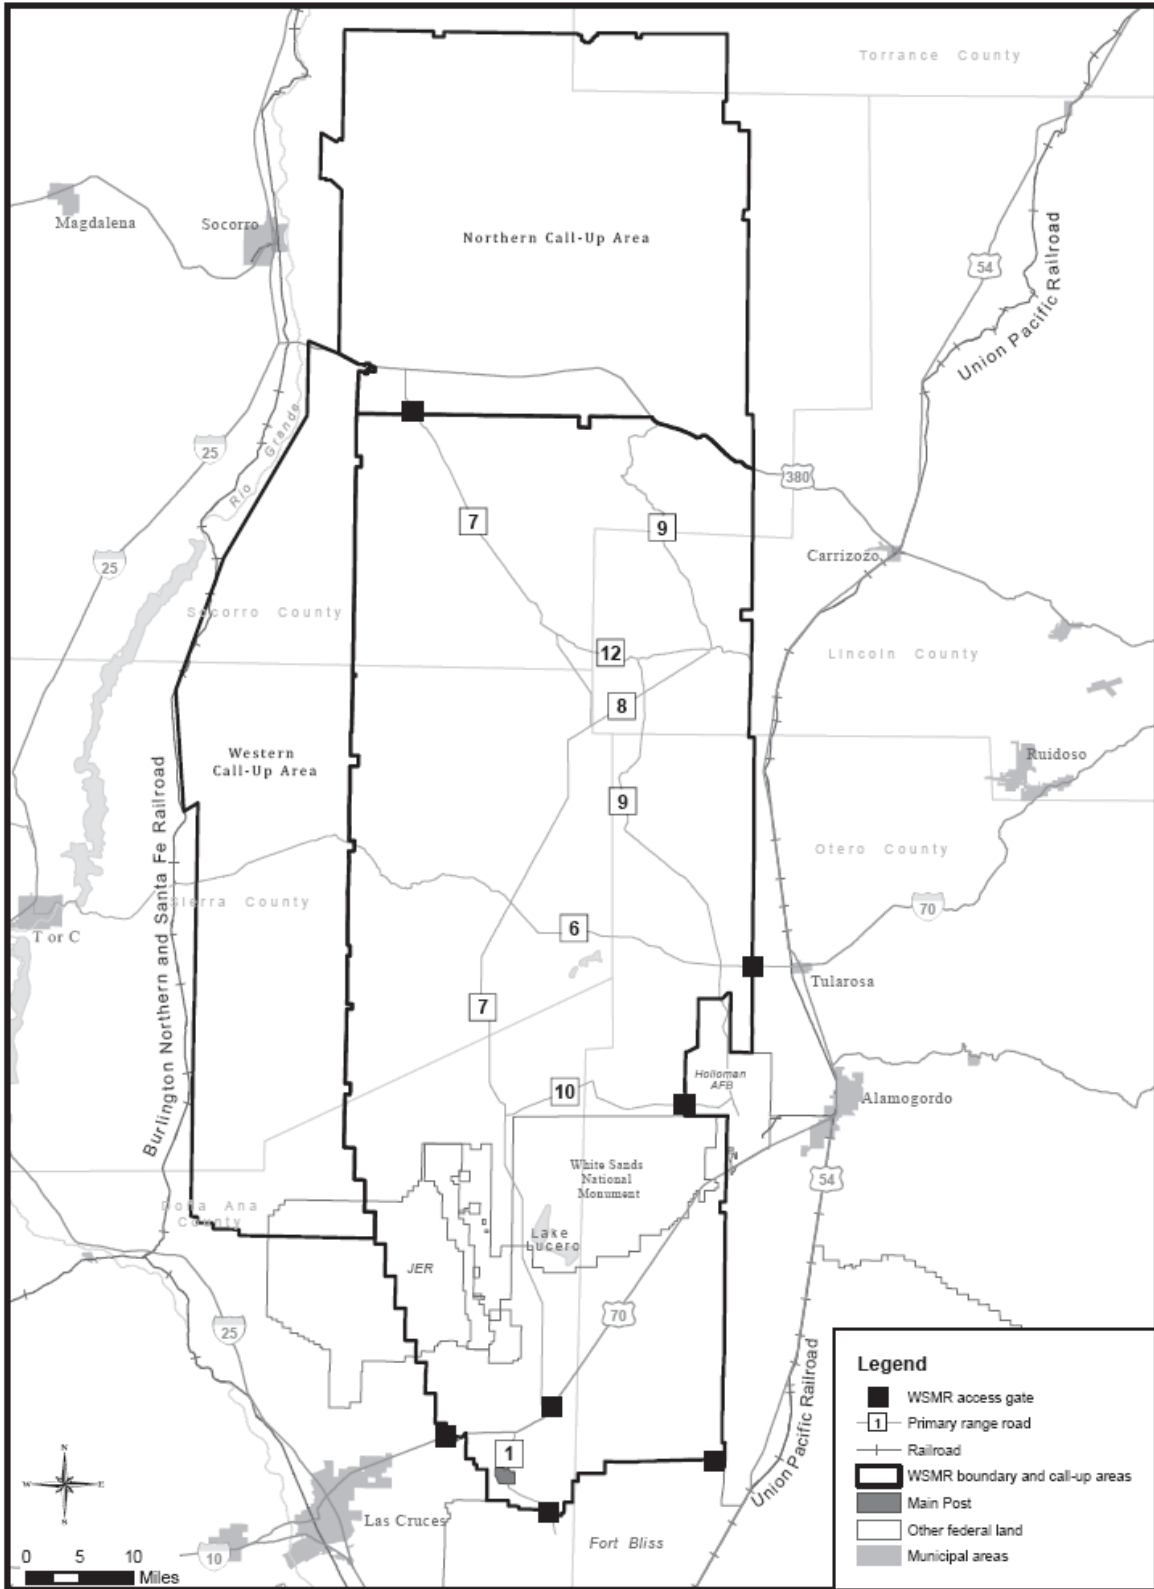 Torrance County
Magdalena
Socorro
Northern Call-Up Area
54
Union Pacific Railroad
25
Rio Grande
380
7
9
25
Carrizozo
Socorro County
12
Lincoln County
8
Western
Call-Up Area
Ruidoso
9
Otero County
Burlington Northern and Santa Fe Railroad
Sierra County
70
6
T or C
Tularosa
7
Holloman
AFB
10
Alamogordo
White Sands
National
Monument
54
Doña Ana
County
Lake
Lucero
JER
70
25
Union Pacific Railroad
1
Las Cruces
Fort Bliss
10
N
W E
S
0 5 10
Miles
Legend
WSMR access gate
1 Primary range road
Railroad
WSMR boundary and call-up areas
Main Post
Other federal land
Municipal areas